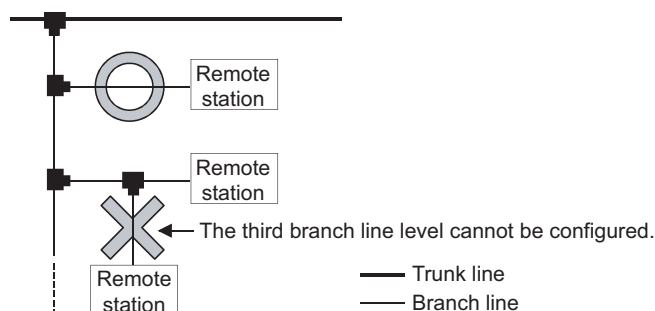 Remote
station
Remote
station
The third branch line level cannot be configured.
Remote
station
Trunk line
Branch line